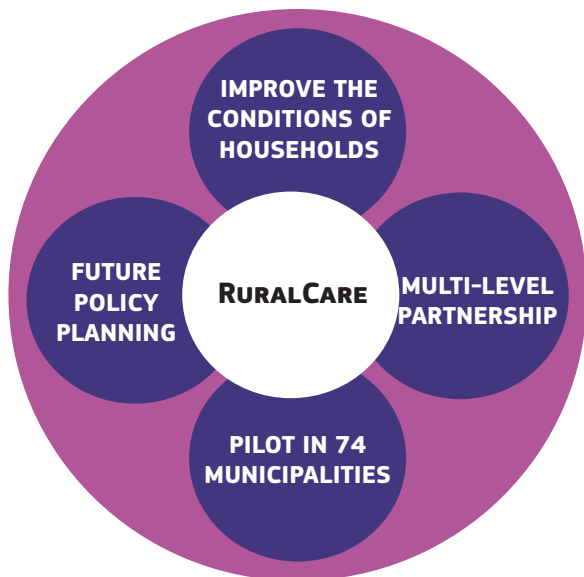 IMPROVE THE
CONDITIONS OF
HOUSEHOLDS
FUTURE
POLICY
PLANNING
RURALCARE
MULTI-LEVEL
PARTNERSHIP
PILOT IN 74
MUNICIPALITIES